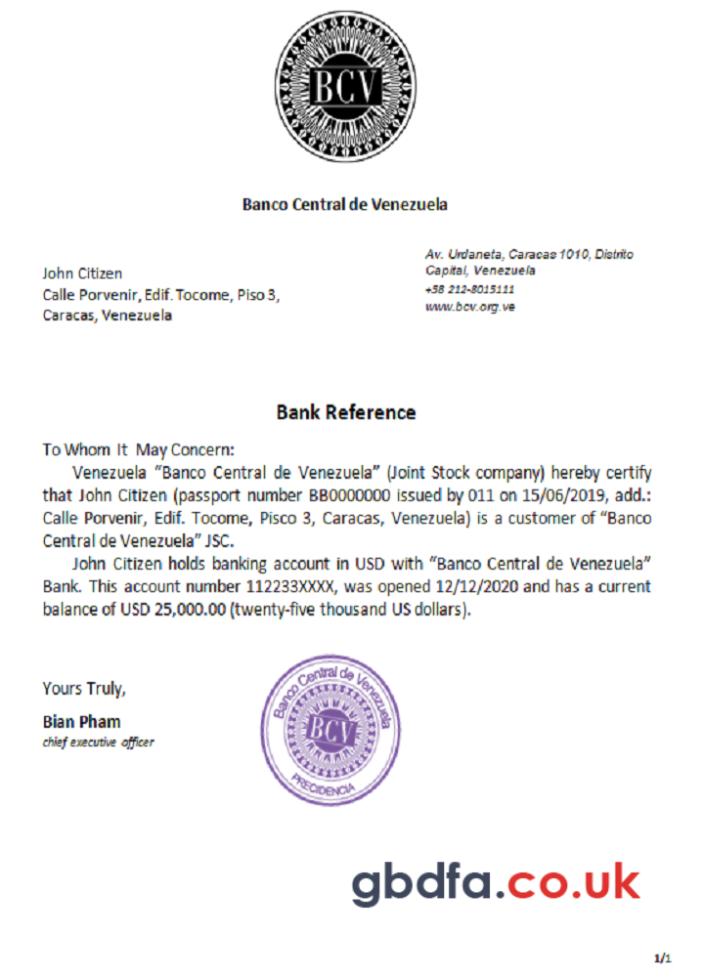 BCV
Banco Central de Venezuela
Av. Urdaneta, Caracas 1010, Distrito
Capital, Venezuela
+58 212-8015111
www.bcv.org.ve
John Citizen
Calle Porvenir, Edif. Tocome, Piso 3,
Caracas, Venezuela
Bank Reference
To Whom It May Concern:
Venezuela “Banco Central de Venezuela” (Joint Stock company) hereby certify
that John Citizen (passport number BB0000000 issued by 011 on 15/06/2019, add.:
Calle Porvenir, Edif. Tocome, Pisco 3, Caracas, Venezuela) is a customer of “Banco
Central de Venezuela” JSC.
John Citizen holds banking account in USD with “Banco Central de Venezuela”
Bank. This account number 112233XXXX, was opened 12/12/2020 and has a current
balance of USD 25,000.00 (twenty-five thousand US dollars).
Yours Truly,
Bian Pham
chief executive officer
Banco Central de Venezuela
BCV
PRECIDENCIA
gbdfa.co.uk
1/1